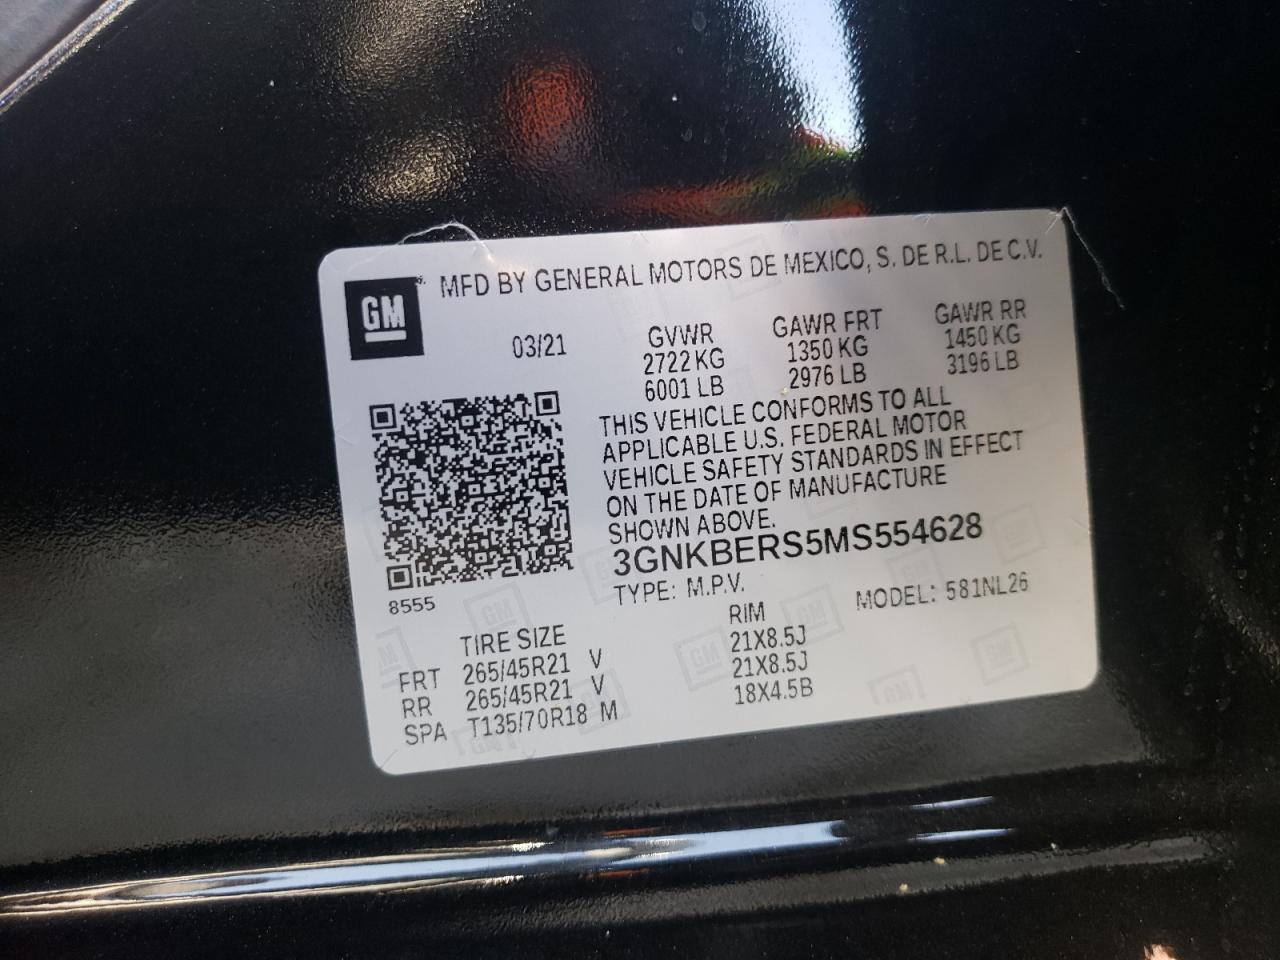 GM MFD BY GENERAL MOTORS DE MEXICO, S. DE R.L. DE C.V.
03/21
GVWR GAWR FRT GAWR RR
2722 KG 1350 KG 1450 KG
6001 LB 2976 LB 3196 LB
THIS VEHICLE CONFORMS TO ALL
APPLICABLE U.S. FEDERAL MOTOR
VEHICLE SAFETY STANDARDS IN EFFECT
ON THE DATE OF MANUFACTURE
SHOWN ABOVE.
3GNKBERS5MS554628
TYPE: M.P.V. MODEL: 581NL26
8555
TIRE SIZE RIM
FRT 265/45R21 V 21X8.5J
RR 265/45R21 V 21X8.5J
SPA T135/70R18 M 18X4.5B